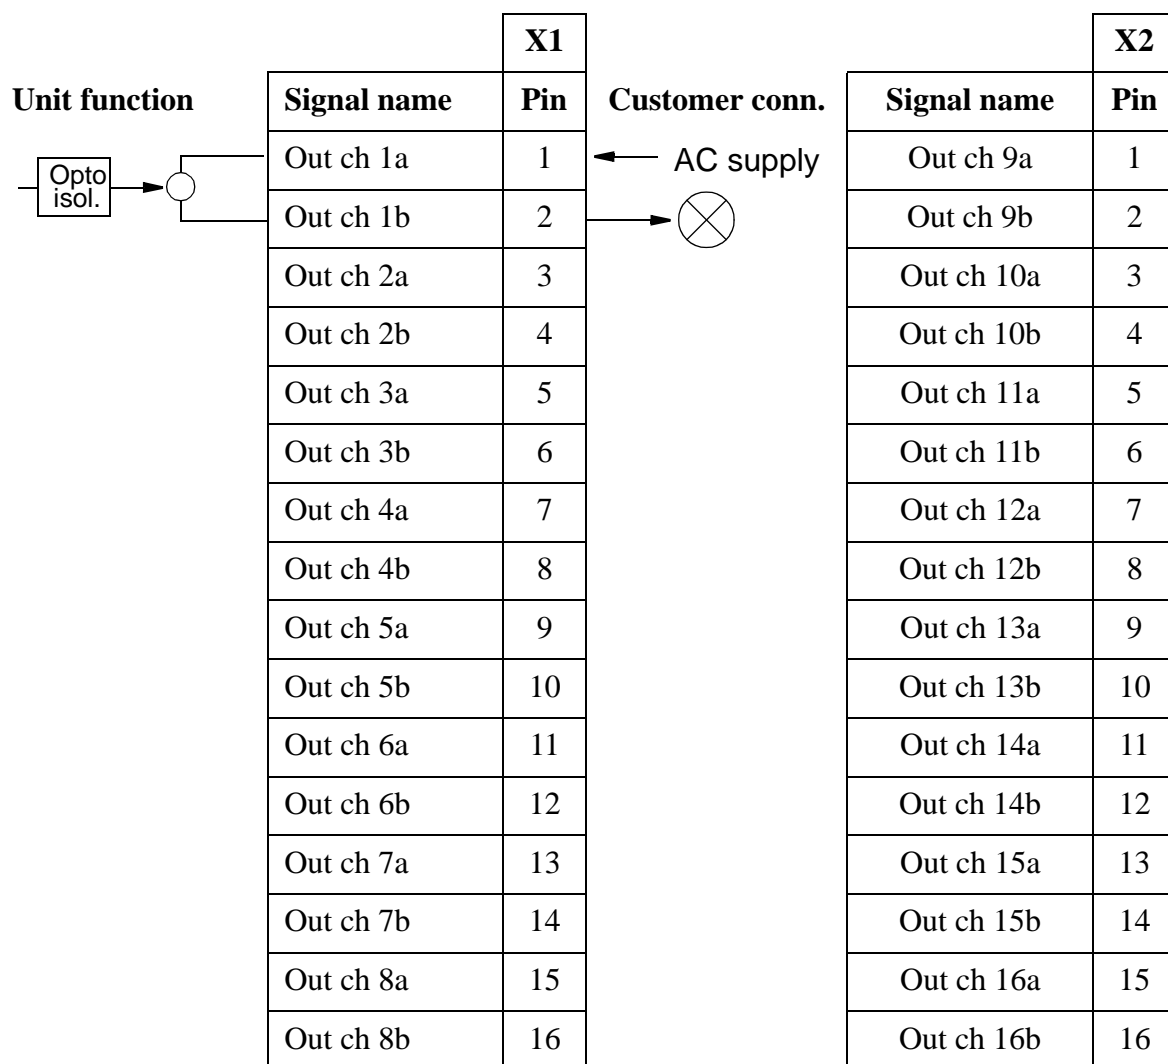 X1 X2
Unit function Signal name Pin Customer conn. Signal name Pin
Opto
isol.
Out ch 1a 1 AC supply Out ch 9a 1
Out ch 1b 2 Out ch 9b 2
Out ch 2a 3 Out ch 10a 3
Out ch 2b 4 Out ch 10b 4
Out ch 3a 5 Out ch 11a 5
Out ch 3b 6 Out ch 11b 6
Out ch 4a 7 Out ch 12a 7
Out ch 4b 8 Out ch 12b 8
Out ch 5a 9 Out ch 13a 9
Out ch 5b 10 Out ch 13b 10
Out ch 6a 11 Out ch 14a 11
Out ch 6b 12 Out ch 14b 12
Out ch 7a 13 Out ch 15a 13
Out ch 7b 14 Out ch 15b 14
Out ch 8a 15 Out ch 16a 15
Out ch 8b 16 Out ch 16b 16